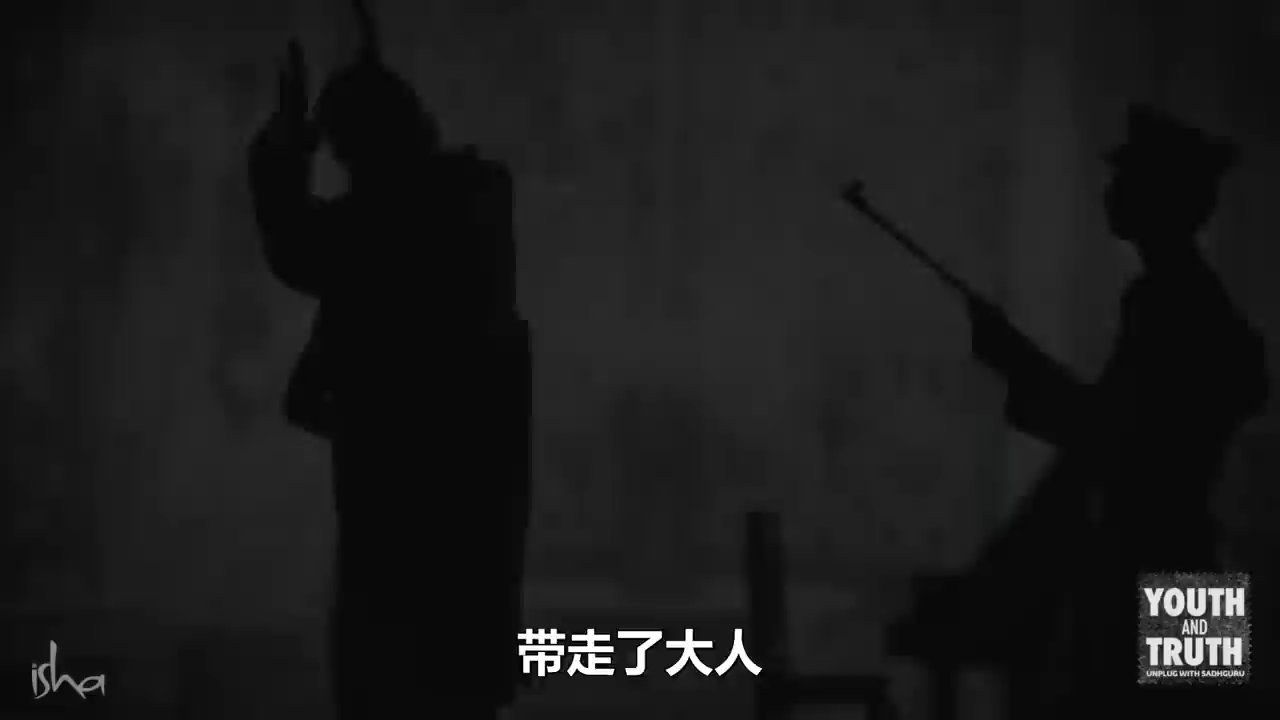 带走了大人
YOUTH
AND
TRUTH
UNPLUG WITH SADHGURU
isha